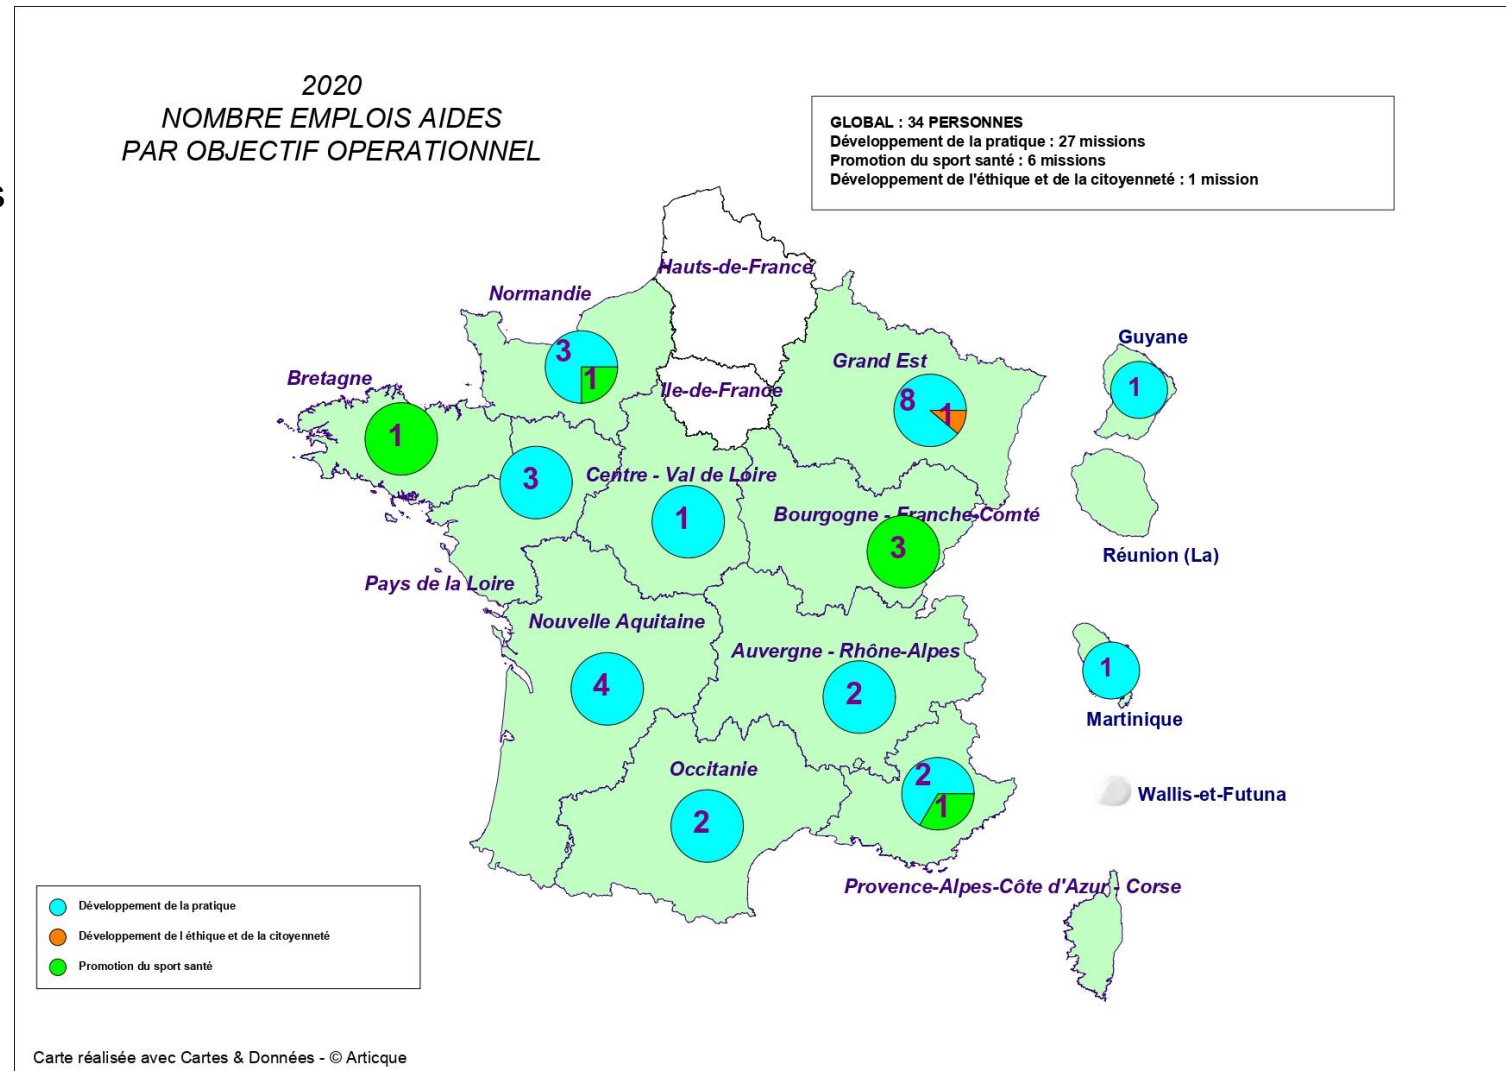 2020
NOMBRE EMPLOIS AIDES
PAR OBJECTIF OPERATIONNEL
GLOBAL : 34 PERSONNES
Développement de la pratique : 27 missions
Promotion du sport santé : 6 missions
Développement de l'éthique et de la citoyenneté : 1 mission
S
Hauts-de-France
Normandie
3
1
Ile-de-France
Grand Est
8
1
Guyane
1
Bretagne
1
3
Centre - Val de Loire
1
Bourgogne - Franche-Comté
3
Réunion (La)
Pays de la Loire
Nouvelle Aquitaine
4
Auvergne - Rhône-Alpes
2
1
Martinique
Occitanie
2
2
1
Wallis-et-Futuna
Provence-Alpes-Côte d'Azur - Corse
Développement de la pratique
Développement de l éthique et de la citoyenneté
Promotion du sport santé
Carte réalisée avec Cartes & Données - © Articque